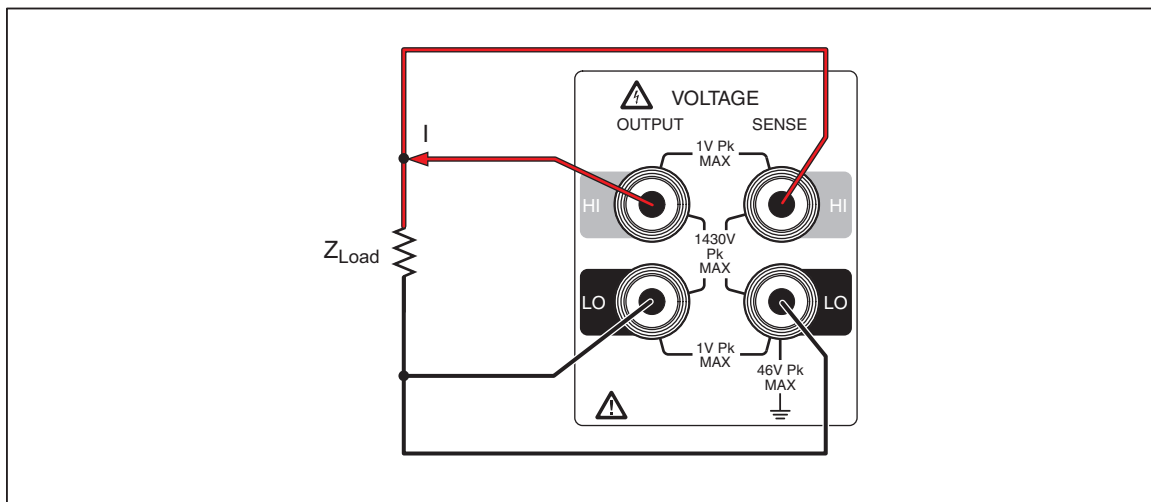 VOLTAGE
OUTPUT SENSE
1V Pk
MAX
I
HI HI
1430V
Pk
MAX
Z Load
LO LO
1V Pk
MAX
46V Pk
MAX